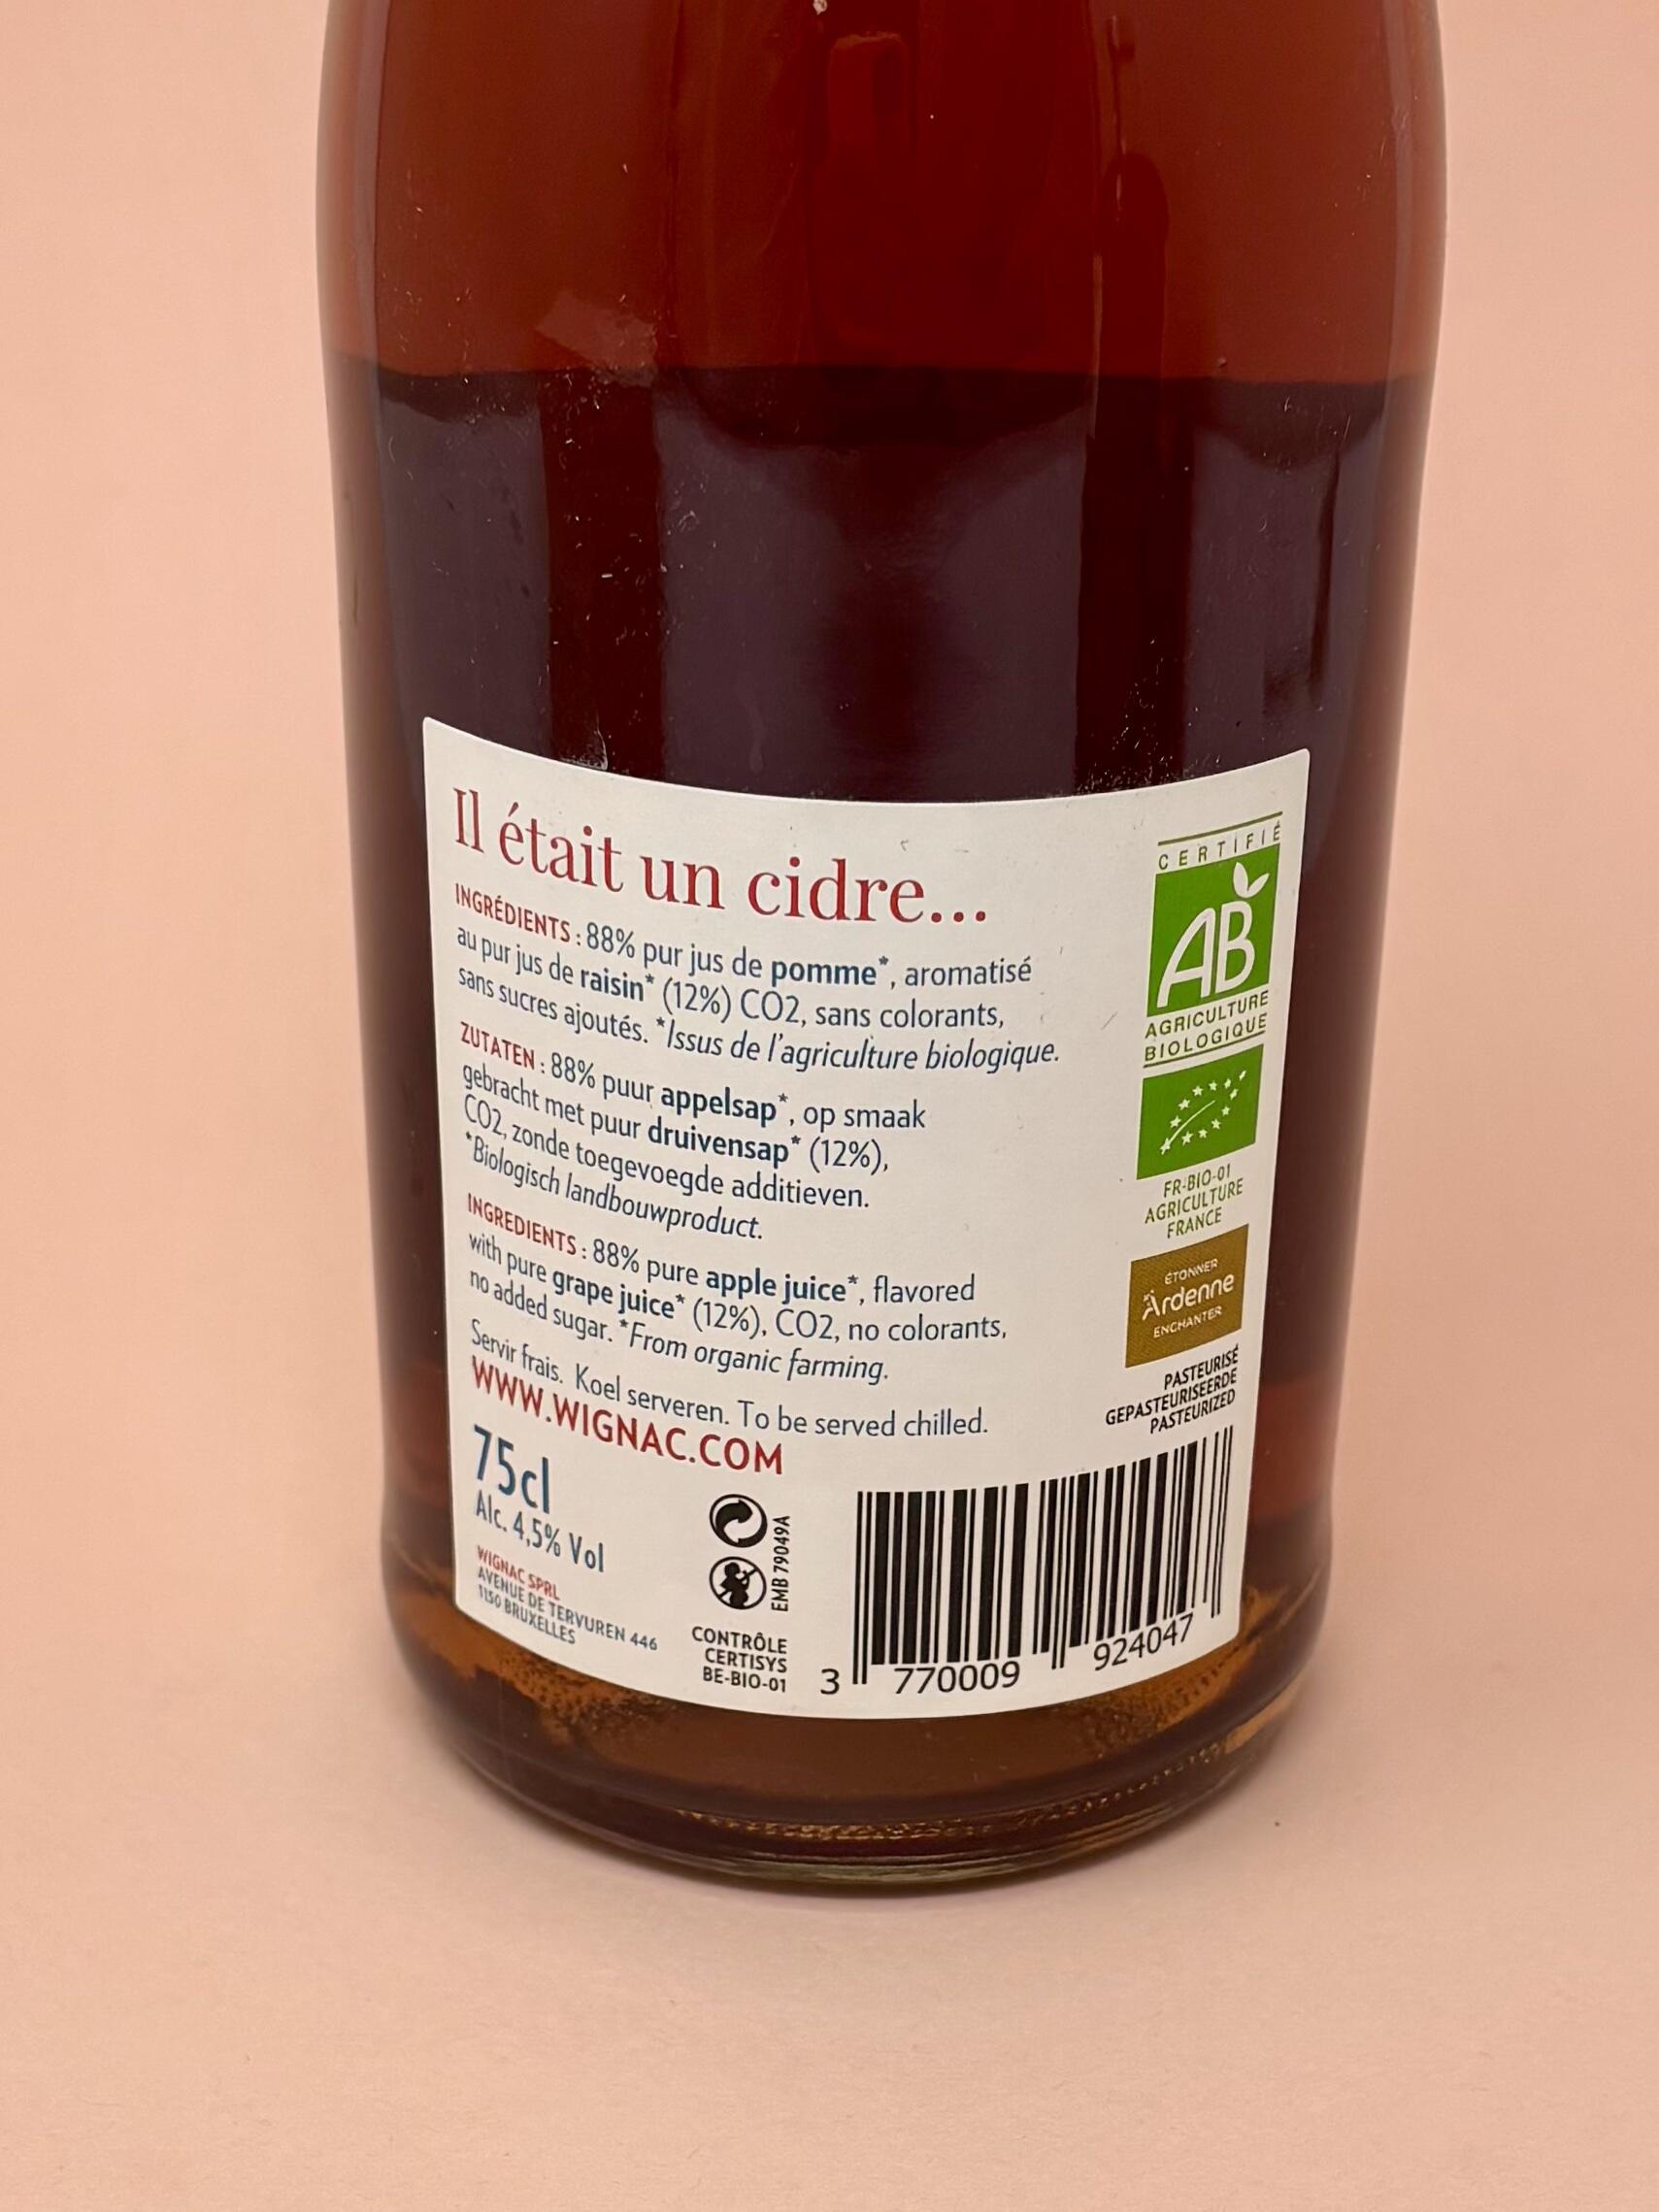 Il était un cidre...
INGRÉDIENTS : 88% pur jus de pomme*, aromatisé
au pur jus de raisin* (12%) CO2, sans colorants,
sans sucres ajoutés. *Issus de l'agriculture biologique.
ZUTATEN : 88% puur appelsap*, op smaak
gebracht met puur druivensap* (12%),
CO2, zonde toegevoegde additieven.
*Biologisch landbouwproduct.
INGREDIENTS : 88% pure apple juice*, flavored
with pure grape juice* (12%), CO2, no colorants,
no added sugar. *From organic farming.
Servir frais. Koel serveren. To be served chilled.
WWW.WIGNAC.COM
75cl
Alc. 4,5% Vol
WIGNAC SPRL
AVENUE DE TERVUREN 446
1150 BRUXELLES
EMB 79049A
CONTRÔLE
CERTISYS
BE-BIO-01
CERTIFIÉ
AB
AGRICULTURE
BIOLOGIQUE
FR-BIO-01
AGRICULTURE
FRANCE
ÉTONNER
Ardenne
ENCHANTER
PASTEURISÉ
GEPASTEURISEERDE
PASTEURIZED
3 770009 924047